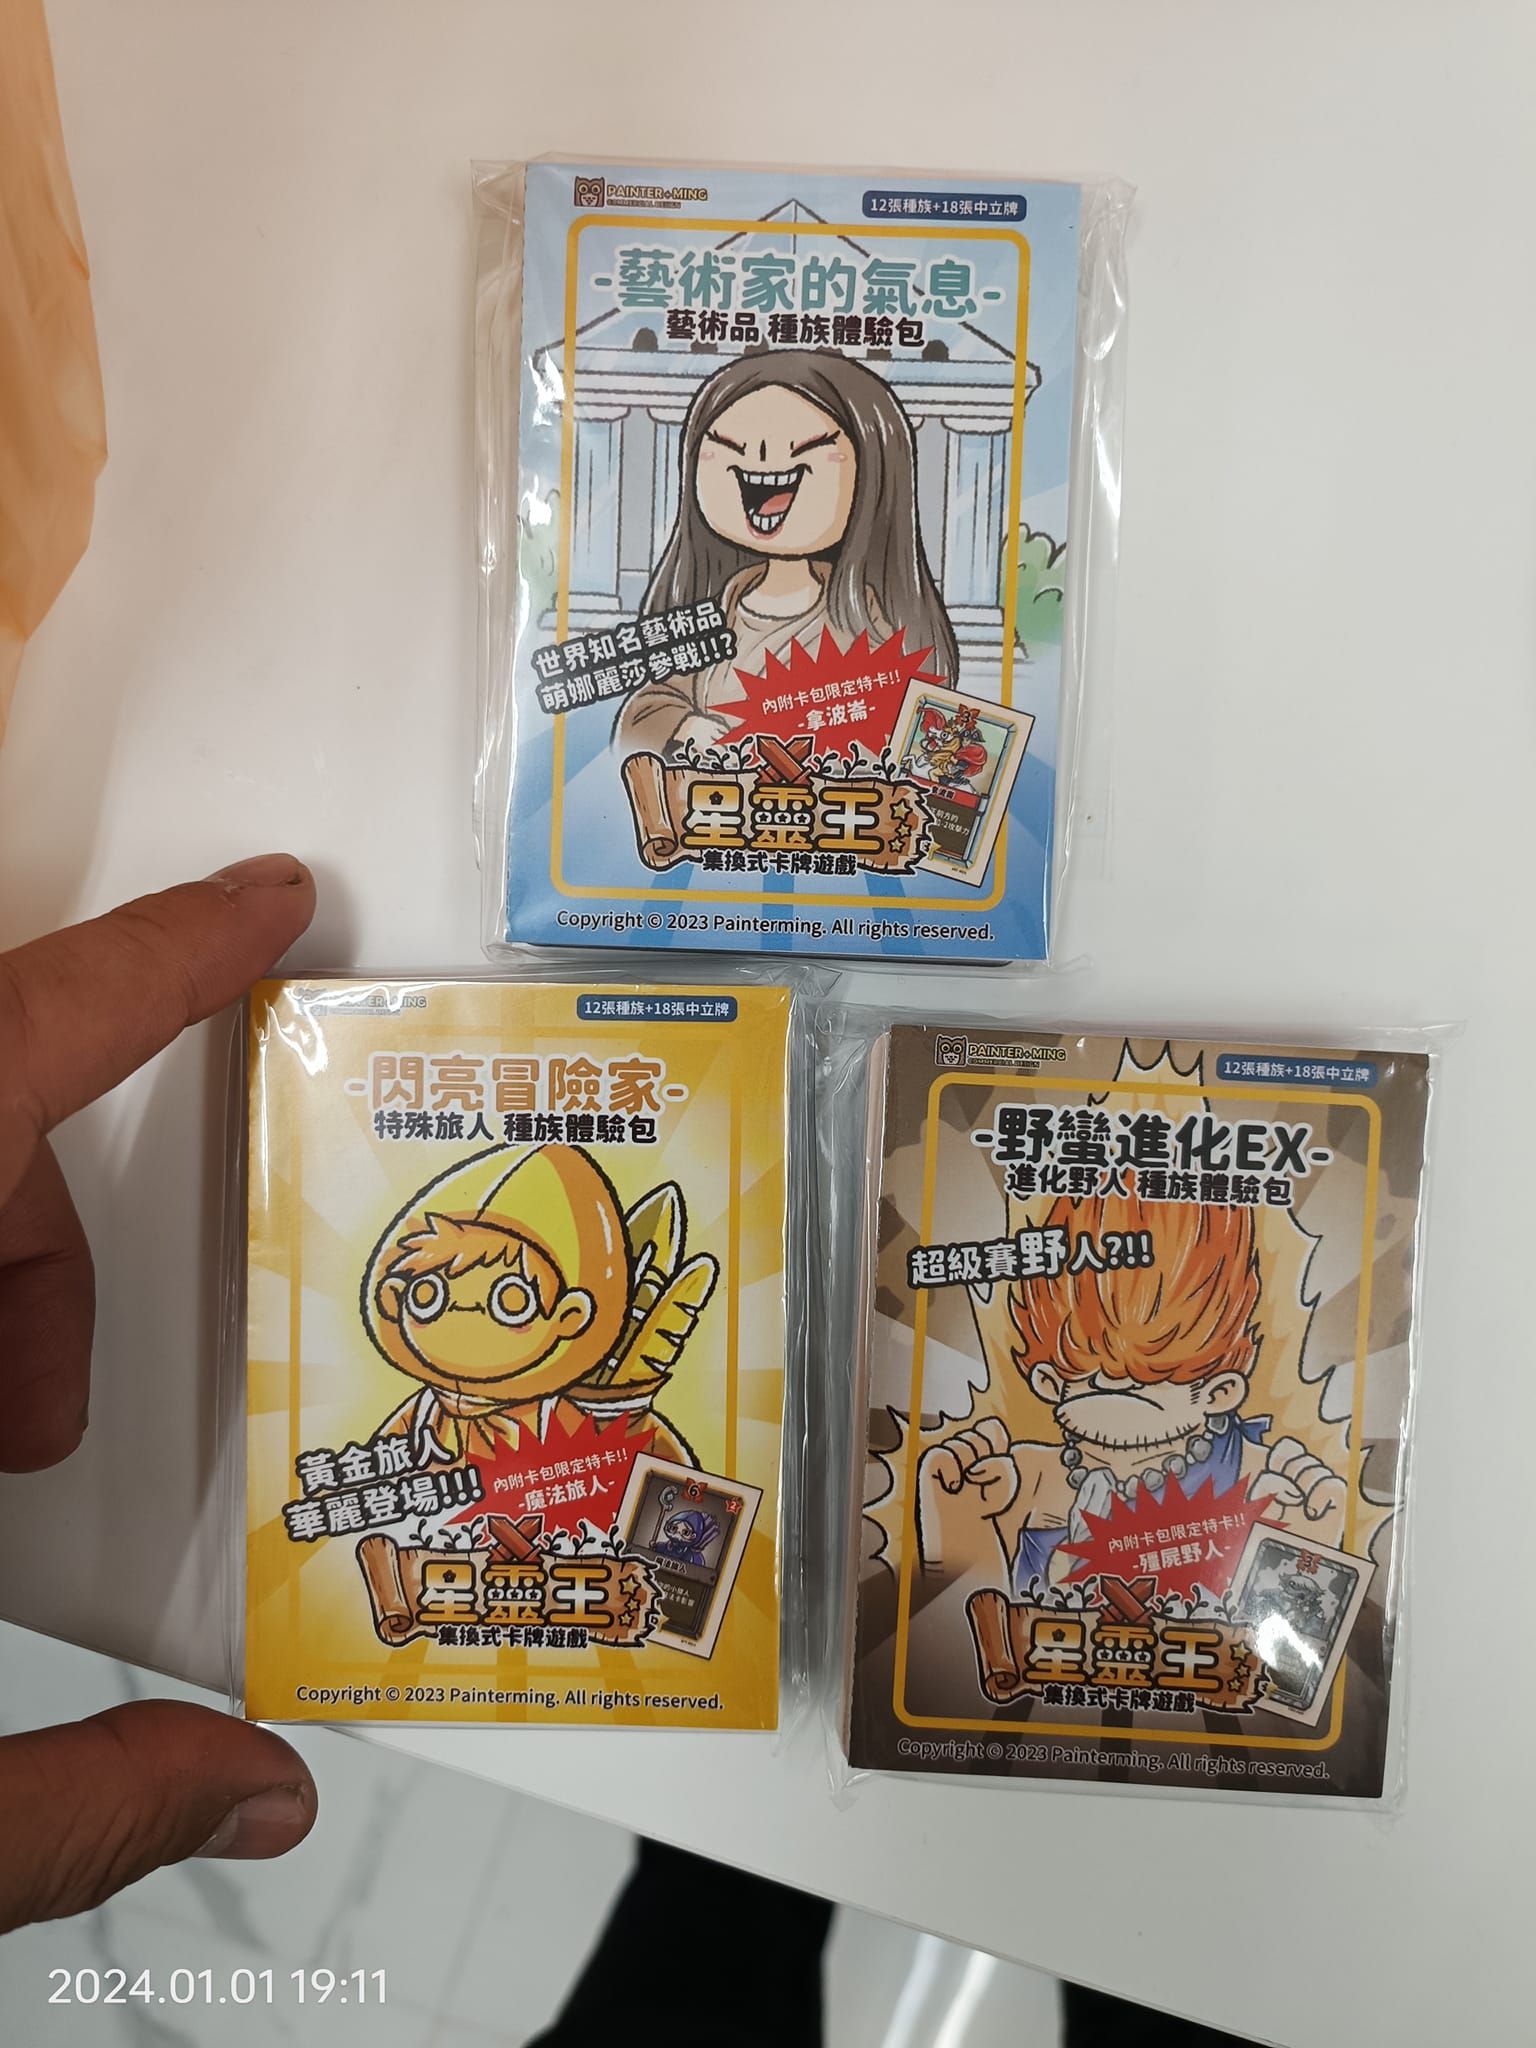 PAINTER+MING
COMMERCIAL DESIGN
12張種族+18張中立牌
-藝術家的氣息-
藝術品 種族體驗包
世界知名藝術品
萌娜麗莎參戰!!?
內附卡包限定特卡!!
-拿波崙-
星靈王
集換式卡牌遊戲
Copyright © 2023 Painterming. All rights reserved.
12張種族+18張中立牌
-閃亮冒險家-
特殊旅人 種族體驗包
黃金旅人
華麗登場!!!
內附卡包限定特卡!!
-魔法旅人-
6
2
魔法旅人
星靈王
集換式卡牌遊戲
Copyright © 2023 Painterming. All rights reserved.
PAINTER+MING
COMMERCIAL DESIGN
12張種族+18張中立牌
-野蠻進化EX-
進化野人 種族體驗包
超級賽野人?!!
內附卡包限定特卡!!
-殭屍野人-
星靈王
集換式卡牌遊戲
Copyright © 2023 Painterming. All rights reserved.
2024.01.01 19:11